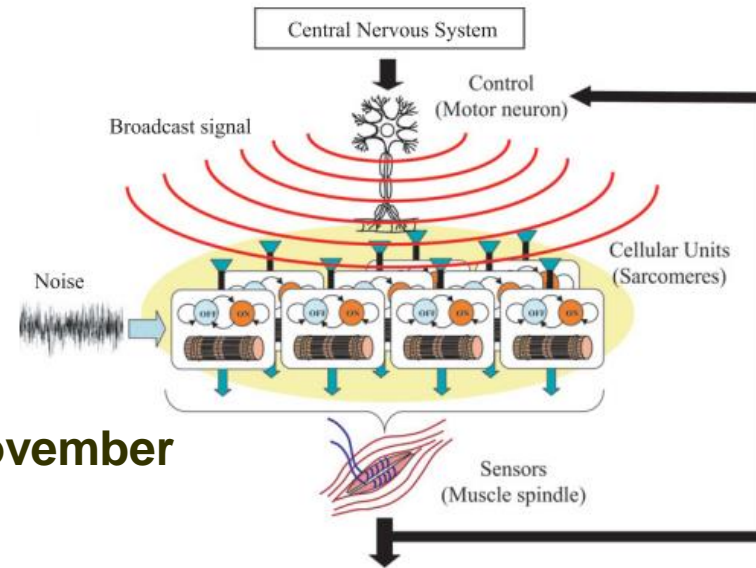 Central Nervous System
Control
(Motor neuron)
Broadcast signal
Cellular Units
(Sarcomeres)
Noise
OFF ON
OFF ON
OFF ON
OFF ON
ovember
Sensors
(Muscle spindle)